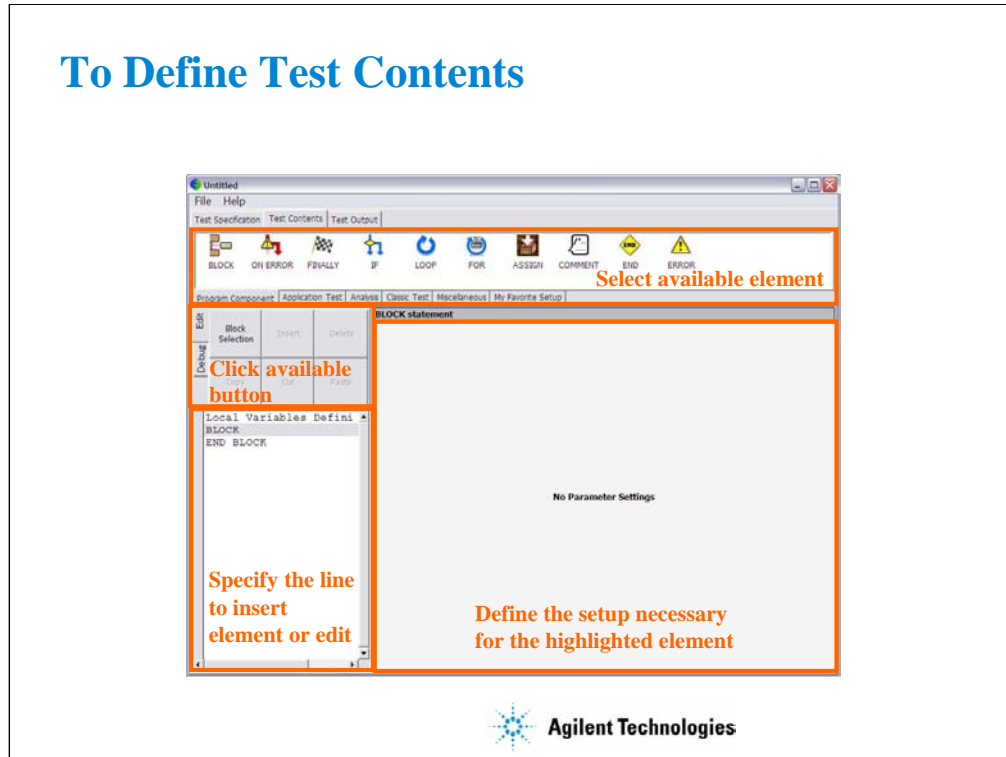 To Define Test Contents
Untitled
File Help
Test Specification Test Contents Test Output
BLOCK ON ERROR FINALLY IF LOOP FOR ASSIGN COMMENT END ERROR
Select available element
Program Component Application Test Analysis Classic Test Miscellaneous My Favorite Setup
Edit
Debug
Block Selection Insert Delete
Copy Cut Paste
Click available
button
BLOCK statement
Local Variables Defini
BLOCK
END BLOCK
No Parameter Settings
Specify the line
to insert
element or edit
Define the setup necessary
for the highlighted element
Agilent Technologies